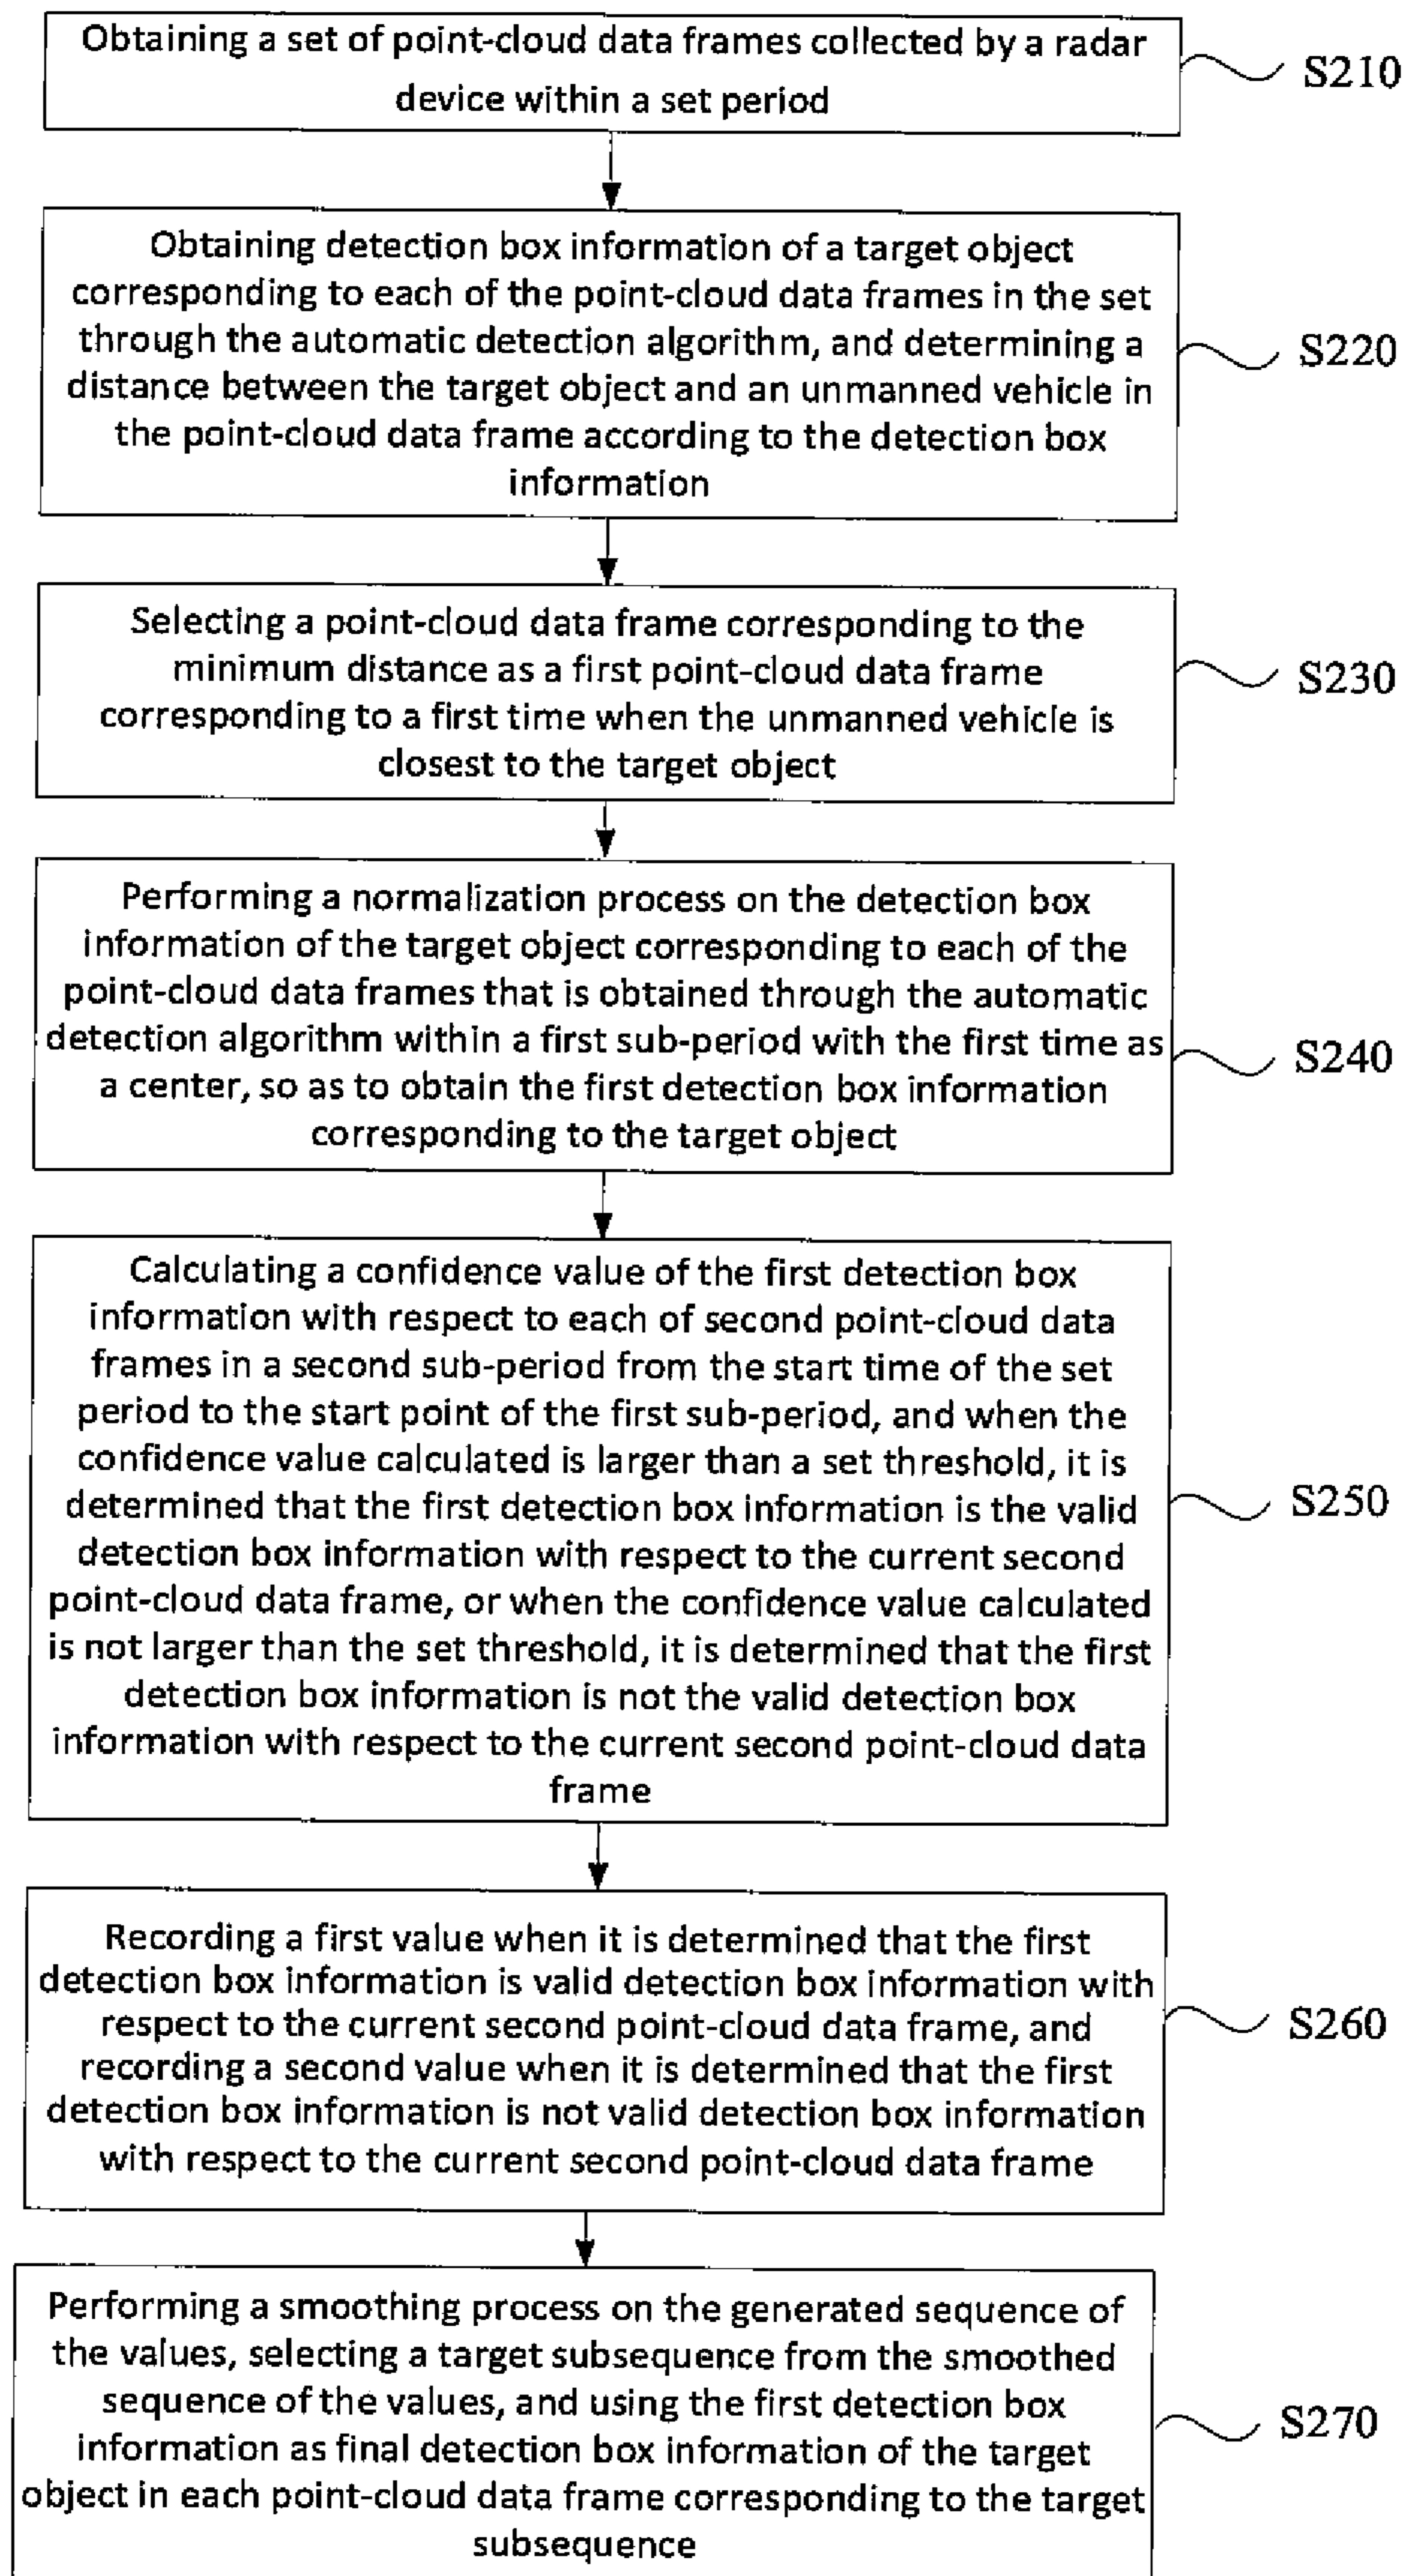 Obtaining a set of point-cloud data frames collected by a radar
device within a set period
S210
Obtaining detection box information of a target object
corresponding to each of the point-cloud data frames in the set
through the automatic detection algorithm, and determining a
distance between the target object and an unmanned vehicle in
the point-cloud data frame according to the detection box
information
S220
Selecting a point-cloud data frame corresponding to the
minimum distance as a first point-cloud data frame
corresponding to a first time when the unmanned vehicle is
closest to the target object
S230
Performing a normalization process on the detection box
information of the target object corresponding to each of the
point-cloud data frames that is obtained through the automatic
detection algorithm within a first sub-period with the first time as
a center, so as to obtain the first detection box information
corresponding to the target object
S240
Calculating a confidence value of the first detection box
information with respect to each of second point-cloud data
frames in a second sub-period from the start time of the set
period to the start point of the first sub-period, and when the
confidence value calculated is larger than a set threshold, it is
determined that the first detection box information is the valid
detection box information with respect to the current second
point-cloud data frame, or when the confidence value calculated
is not larger than the set threshold, it is determined that the first
detection box information is not the valid detection box
information with respect to the current second point-cloud data
frame
S250
Recording a first value when it is determined that the first
detection box information is valid detection box information with
respect to the current second point-cloud data frame, and
recording a second value when it is determined that the first
detection box information is not valid detection box information
with respect to the current second point-cloud data frame
S260
Performing a smoothing process on the generated sequence of
the values, selecting a target subsequence from the smoothed
sequence of the values, and using the first detection box
information as final detection box information of the target
object in each point-cloud data frame corresponding to the target
subsequence
S270